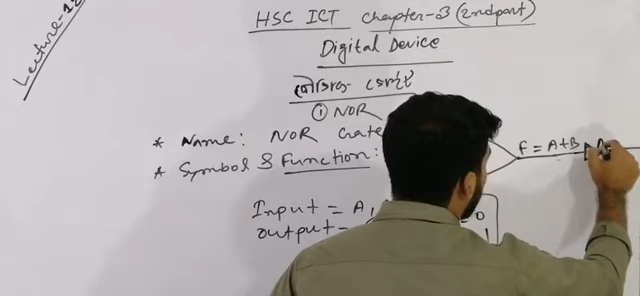 Lecture-12
HSC ICT Chapter-3 (2nd part)
Digital Device
মৌলিক গেইট
① NOR
* Name: NOR Gate
* Symbol & Function:
F = A+B
Input = A,
= 0
output =
1